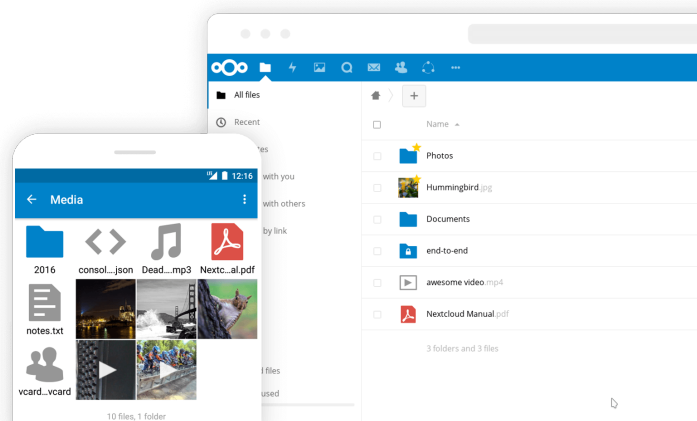 All files
Recent
with you
with others
by link
files
used
Name
Photos
Hummingbird.jpg
Documents
end-to-end
awesome video.mp4
Nextcloud Manual.pdf
3 folders and 3 files
12:16
Media
2016
consol....json
Dead....mp3
Nextc...al.pdf
notes.txt
vcard...vcard
10 files, 1 folder